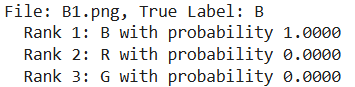 File: B1.png, True Label: B
Rank 1: B with probability 1.0000
Rank 2: R with probability 0.0000
Rank 3: G with probability 0.0000